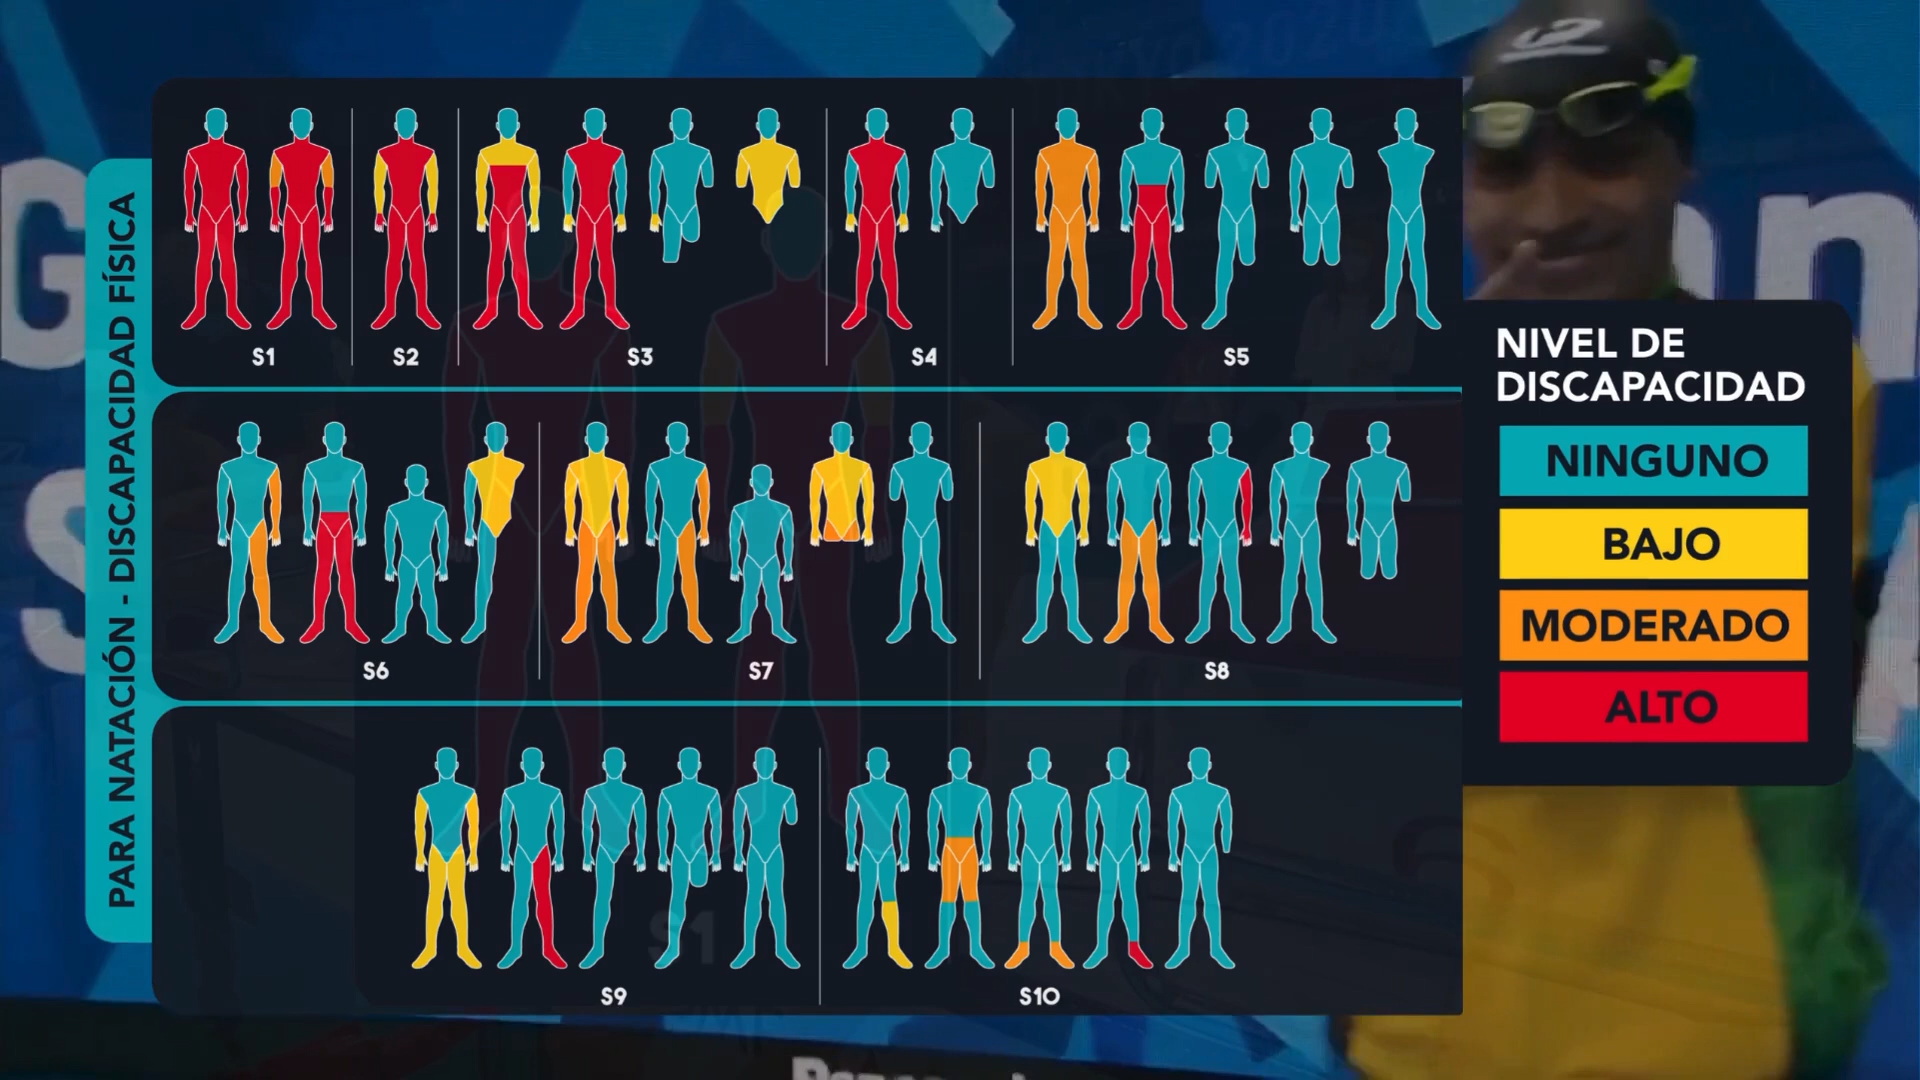 PARA NATACIÓN - DISCAPACIDAD FÍSICA
S1
S2
S3
S4
S5
S6
S7
S8
S9
S10
NIVEL DE
DISCAPACIDAD
NINGUNO
BAJO
MODERADO
ALTO
S1